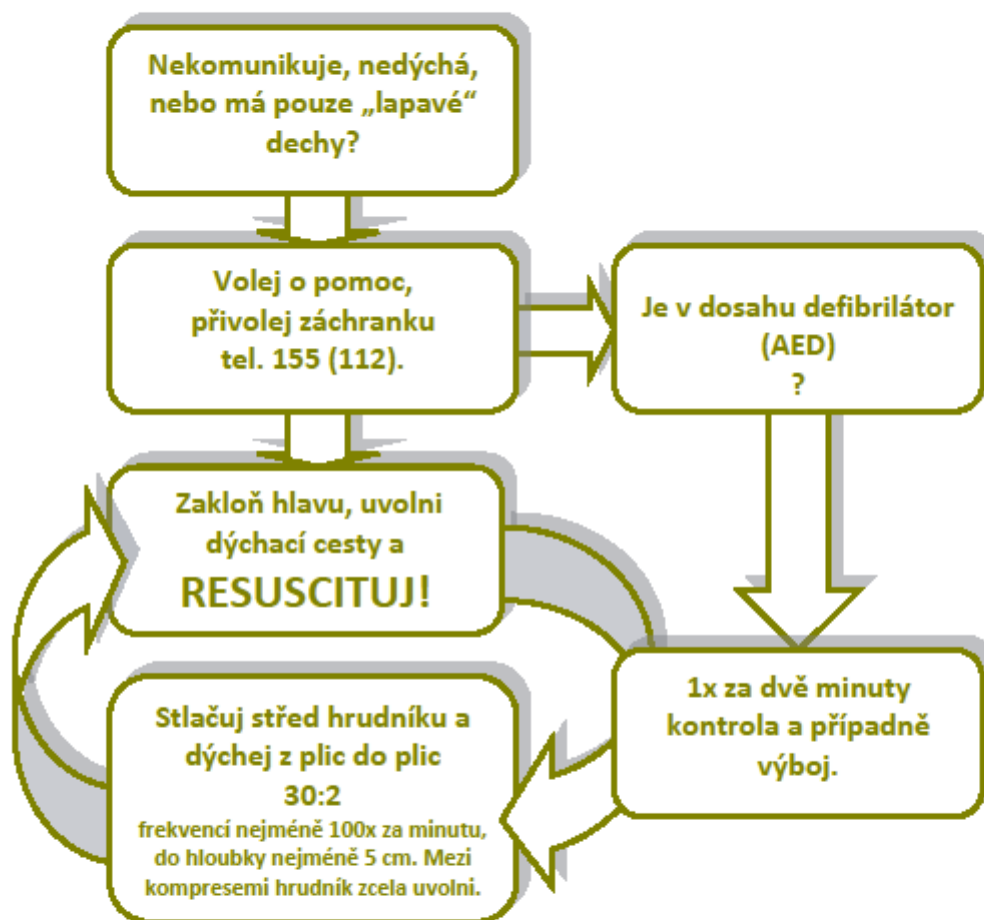 Nekomunikuje, nedýchá,
nebo má pouze „lapavé“
dechy?
Volej o pomoc,
přivolej záchranku
tel. 155 (112).
Je v dosahu defibrilátor
(AED)
?
Zakloň hlavu, uvolni
dýchací cesty a
RESUSCITUJ!
1x za dvě minuty
kontrola a případně
výboj.
Stlačuj střed hrudníku a
dýchej z plic do plic
30:2
frekvencí nejméně 100x za minutu,
do hloubky nejméně 5 cm. Mezi
kompresemi hrudník zcela uvolni.